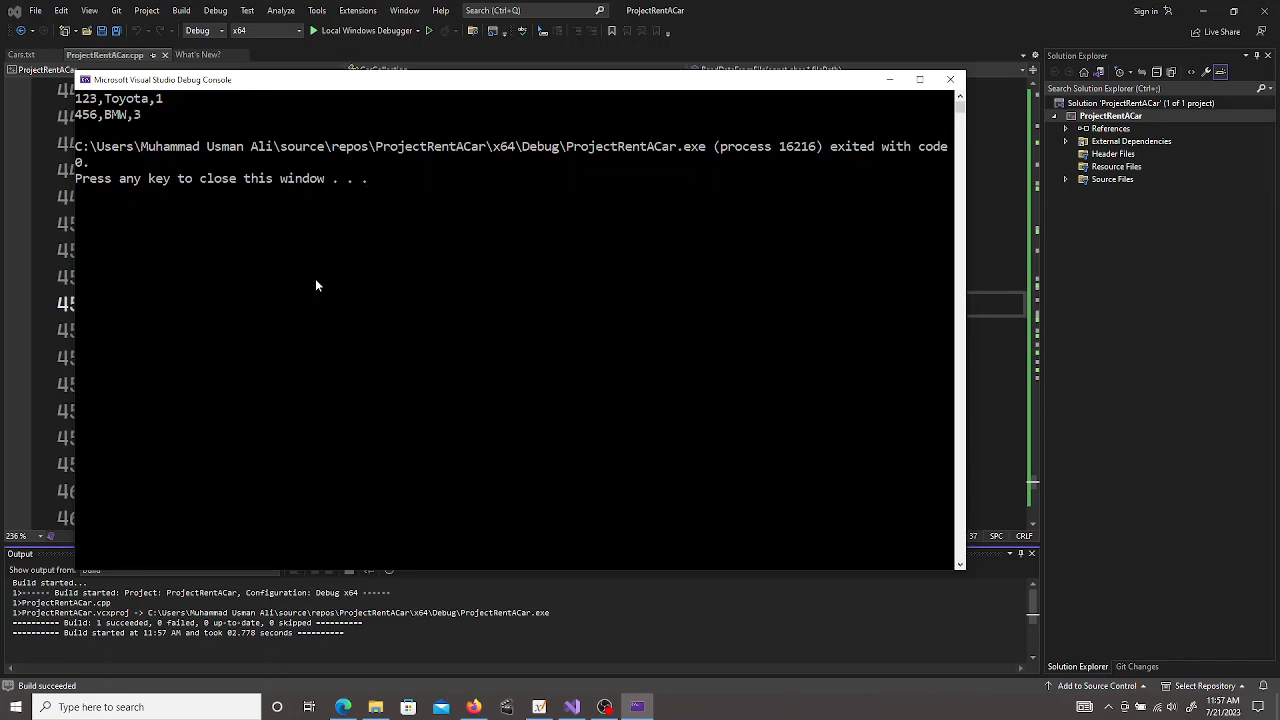 File Edit View Git Project Build Debug Test Analyze Tools Extensions Window Help Search (Ctrl+Q) ProjectRentACar Sign in
Debug x64 Local Windows Debugger
Cars.txt ProjectRentACar.cpp What's New? Solution Explorer
Microsoft Visual Studio Debug Console
Search Solution Explorer (Ctrl+;)
123,Toyota,1
456,BMW,3
Solution 'ProjectRentACar' (1 of 1 project)
ProjectRentACar
References
External Dependencies
Header Files
Resource Files
Source Files
C:\Users\Muhammad Usman Ali\source\repos\ProjectRentACar\x64\Debug\ProjectRentACar.exe (process 16216) exited with code
0.
Press any key to close this window . . .
236 % 37 SPC CRLF
Output
Show output from:
Build started...
1>------ Build started: Project: ProjectRentACar, Configuration: Debug x64 ------
1>ProjectRentACar.cpp
1>ProjectRentACar.vcxproj -> C:\Users\Muhammad Usman Ali\source\repos\ProjectRentACar\x64\Debug\ProjectRentACar.exe
========== Build: 1 succeeded, 0 failed, 0 up-to-date, 0 skipped ==========
========== Build started at 11:57 AM and took 02.778 seconds ==========
Solution Explorer Git Changes
Build succeeded Add to Source Control Select Repository
Type here to search
11:57 AM
7/21/2023